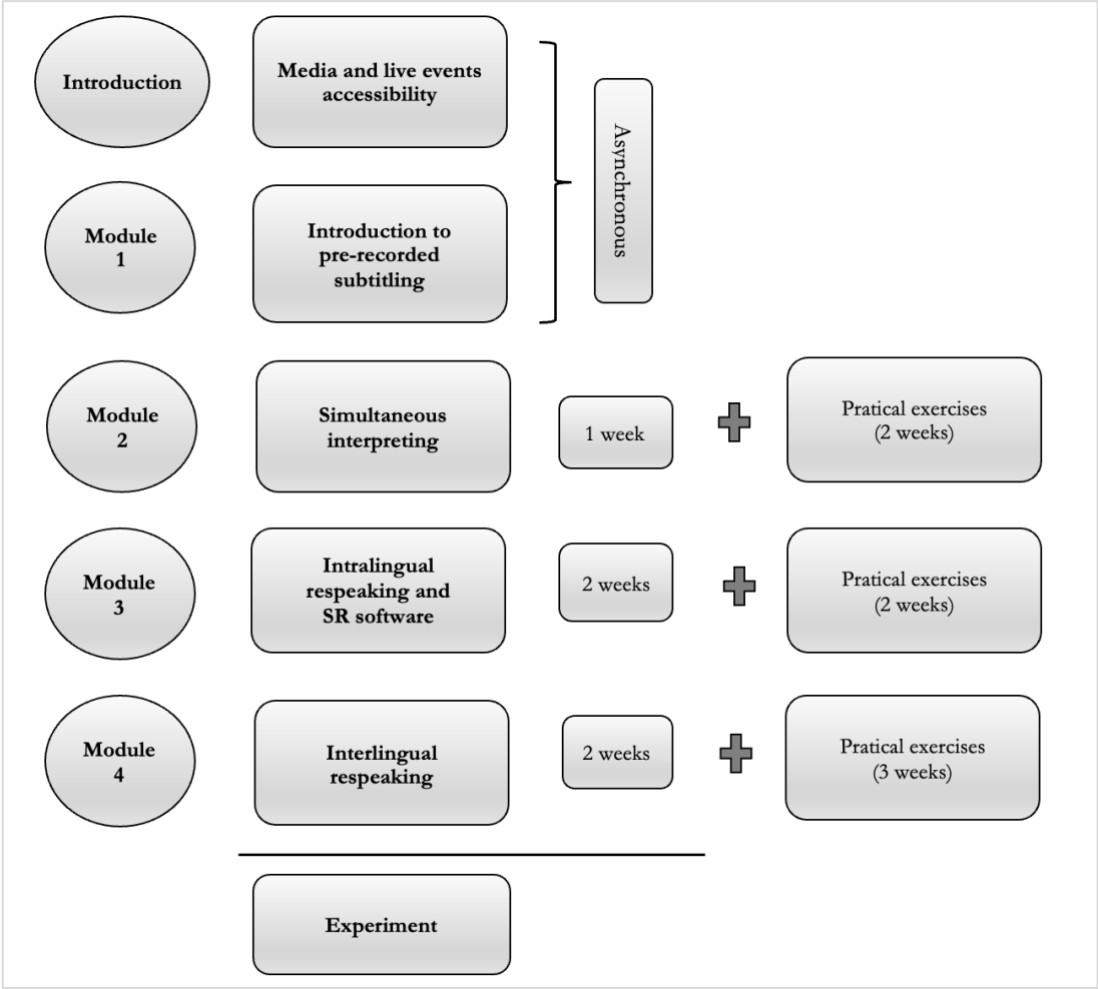 Introduction
Media and live events
accessibility
Asynchronous
Module
1
Introduction to
pre-recorded
subtitling
Module
2
Simultaneous
interpreting
1 week
Pratical exercises
(2 weeks)
Module
3
Intralingual
respeaking and
SR software
2 weeks
Pratical exercises
(2 weeks)
Module
4
Interlingual
respeaking
2 weeks
Pratical exercises
(3 weeks)
Experiment